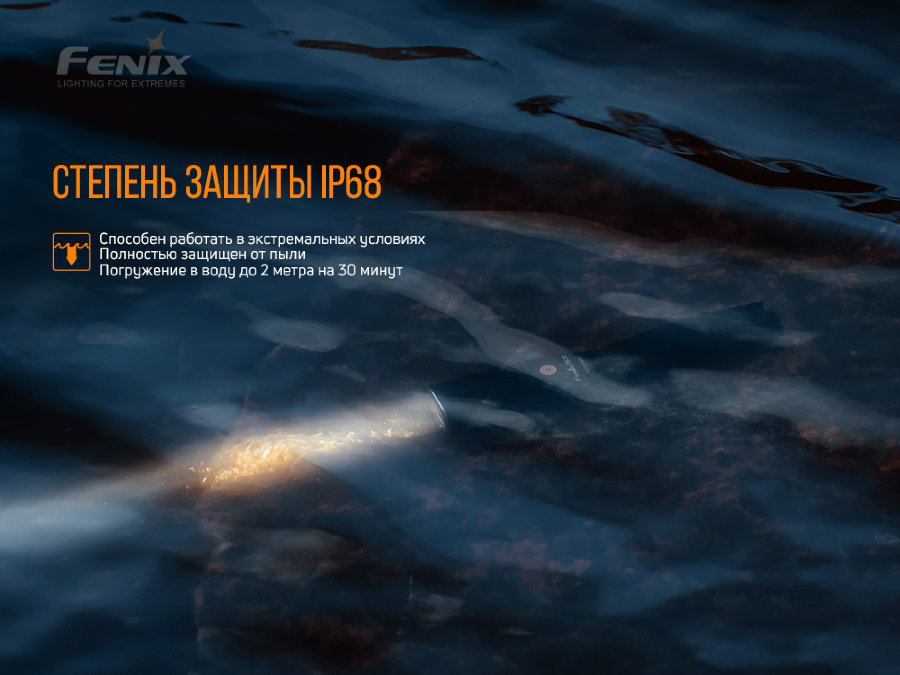 FENIX
LIGHTING FOR EXTREMES
СТЕПЕНЬ ЗАЩИТЫ IP68
Способен работать в экстремальных условиях
Полностью защищен от пыли
Погружение в воду до 2 метра на 30 минут